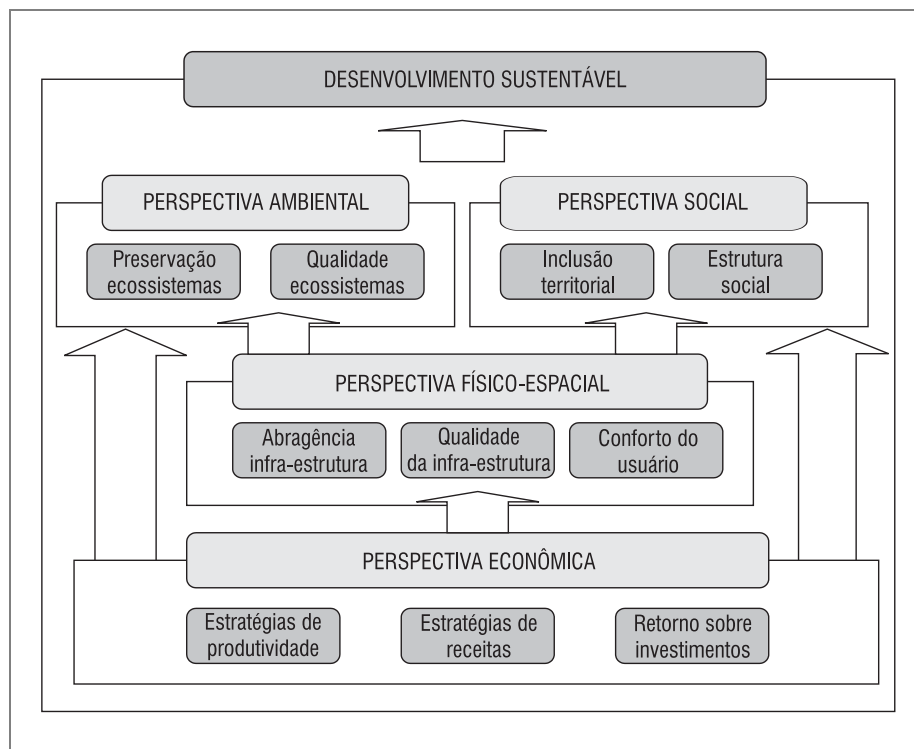 DESENVOLVIMENTO SUSTENTÁVEL
PERSPECTIVA AMBIENTAL
Preservação
ecossistemas
Qualidade
ecossistemas
PERSPECTIVA SOCIAL
Inclusão
territorial
Estrutura
social
PERSPECTIVA FÍSICO-ESPACIAL
Abragência
infra-estrutura
Qualidade
da infra-estrutura
Conforto do
usuário
PERSPECTIVA ECONÔMICA
Estratégias de
produtividade
Estratégias de
receitas
Retorno sobre
investimentos